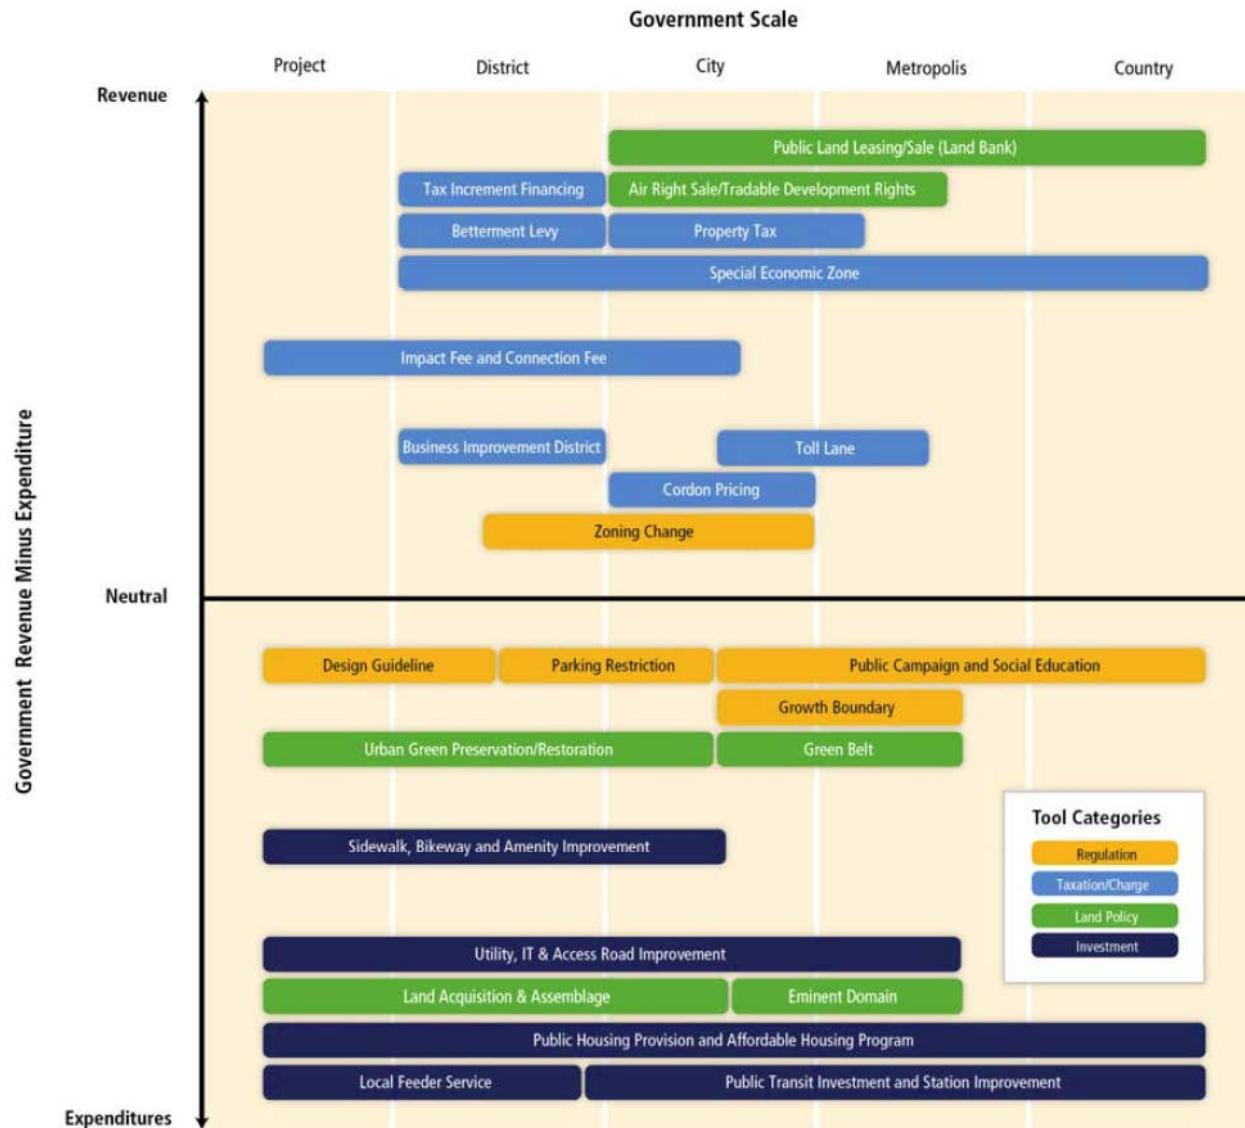 Government Scale
Project District City Metropolis Country
Revenue
Public Land Leasing/Sale (Land Bank)
Tax Increment Financing Air Right Sale/Tradable Development Rights
Betterment Levy Property Tax
Special Economic Zone
Impact Fee and Connection Fee
Business Improvement District Toll Lane
Cordon Pricing
Zoning Change
Government Revenue Minus Expenditure
Neutral
Design Guideline Parking Restriction Public Campaign and Social Education
Growth Boundary
Urban Green Preservation/Restoration Green Belt
Sidewalk, Bikeway and Amenity Improvement
Utility, IT & Access Road Improvement
Land Acquisition & Assemblage Eminent Domain
Public Housing Provision and Affordable Housing Program
Local Feeder Service Public Transit Investment and Station Improvement
Expenditures
Tool Categories
Regulation
Taxation/Charge
Land Policy
Investment